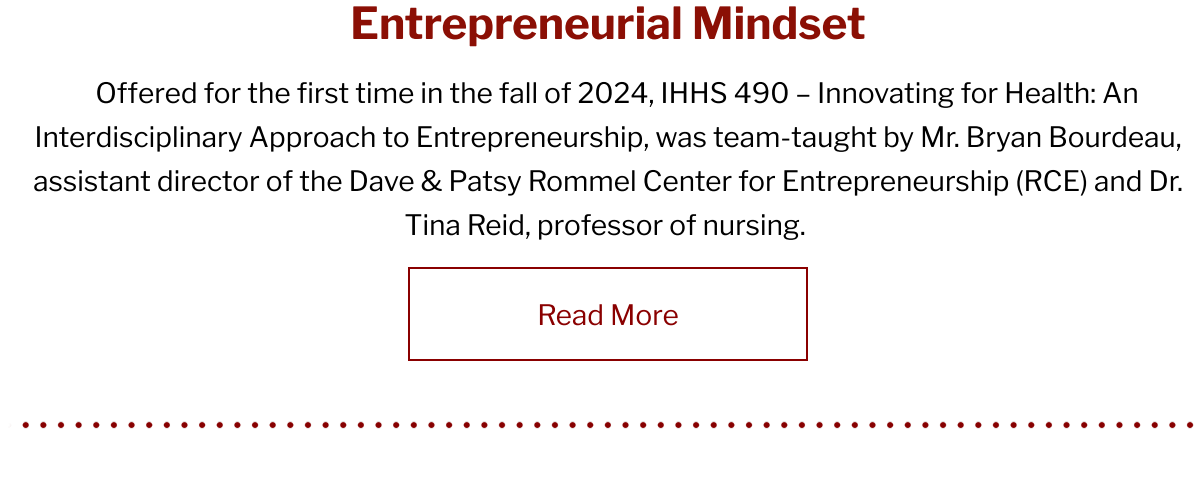 Entrepreneurial Mindset
Offered for the first time in the fall of 2024, IHHS 490 – Innovating for Health: An
Interdisciplinary Approach to Entrepreneurship, was team-taught by Mr. Bryan Bourdeau,
assistant director of the Dave & Patsy Rommel Center for Entrepreneurship (RCE) and Dr.
Tina Reid, professor of nursing.
Read More